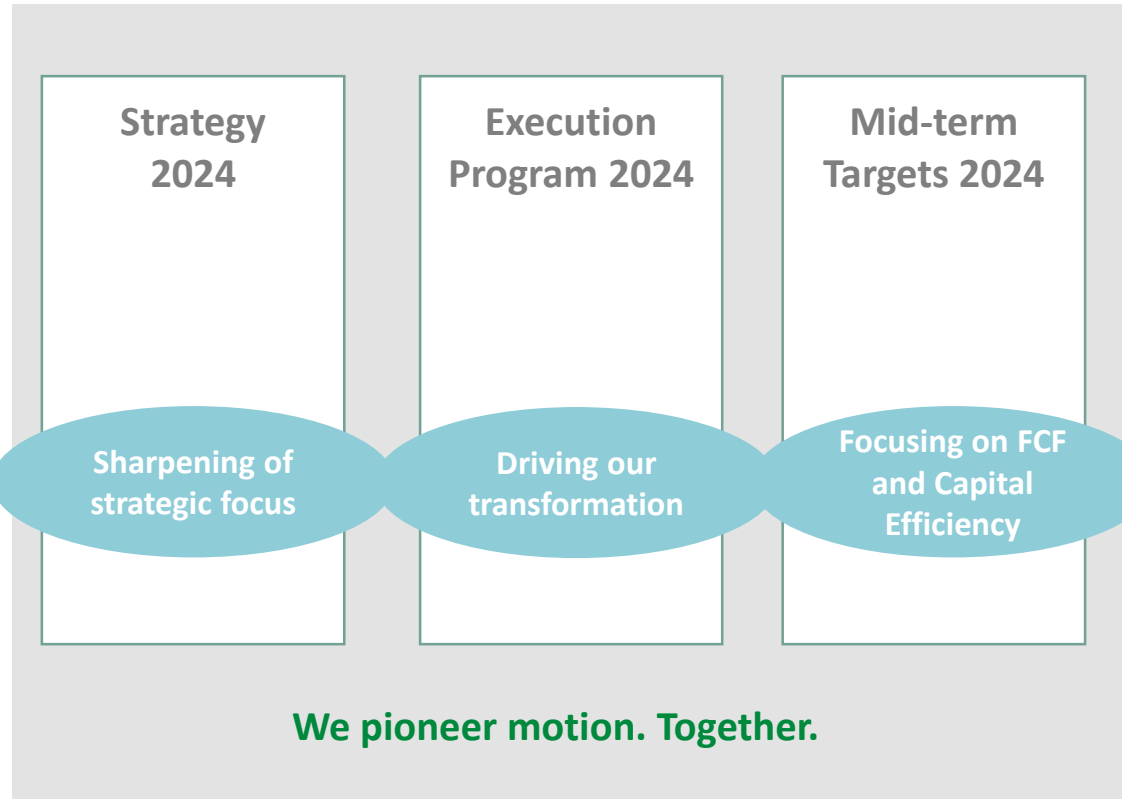 Strategy
2024
Sharpening of
strategic focus
Execution
Program 2024
Driving our
transformation
Mid-term
Targets 2024
Focusing on FCF
and Capital
Efficiency
We pioneer motion. Together.